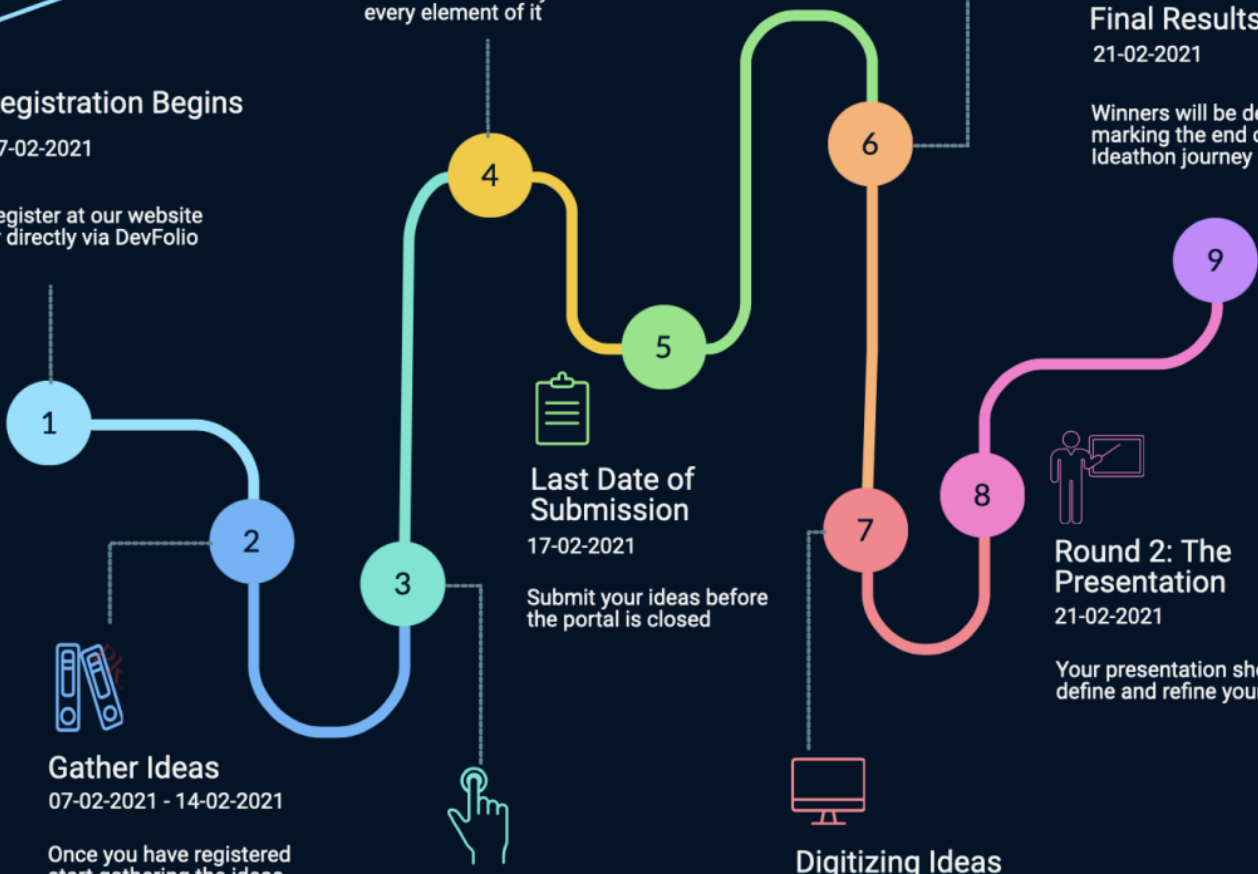 every element of it
Final Results
21-02-2021
Winners will be de
marking the end o
Ideathon journey
egistration Begins
7-02-2021
egister at our website
directly via DevFolio
1
2
3
4
5
6
7
8
9
Last Date of
Submission
17-02-2021
Submit your ideas before
the portal is closed
Round 2: The
Presentation
21-02-2021
Your presentation sho
define and refine your
Gather Ideas
07-02-2021 - 14-02-2021
Once you have registered
start gathering the ideas
Digitizing Ideas